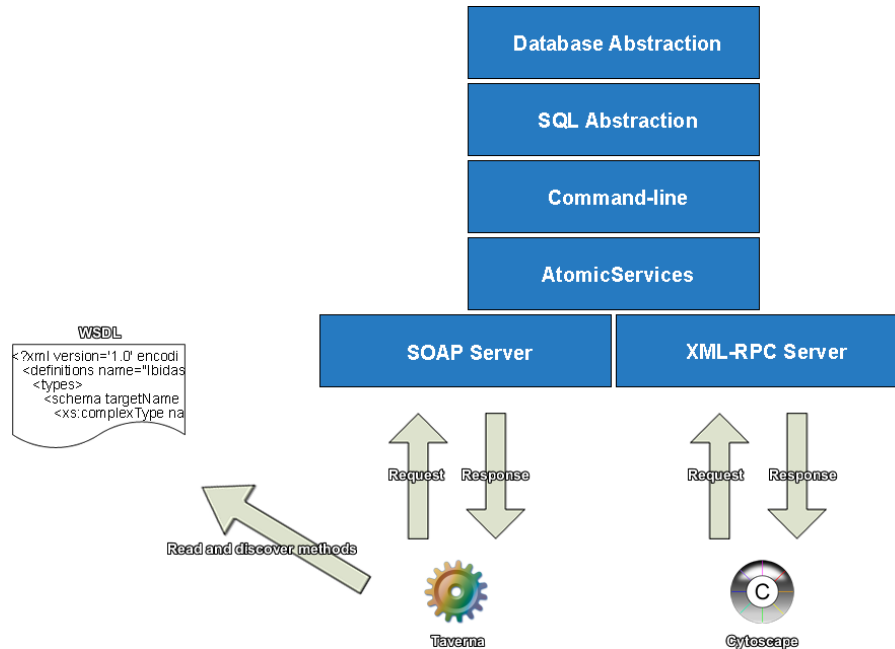 Database Abstraction
SQL Abstraction
Command-line
AtomicServices
SOAP Server
XML-RPC Server
WSDL
<?xml version='1.0' encodi
<definitions name="Ibidas
<types>
<schema targetName
<xs:complexType na
Request
Response
Request
Response
Read and discover methods
Taverna
C
Cytoscape